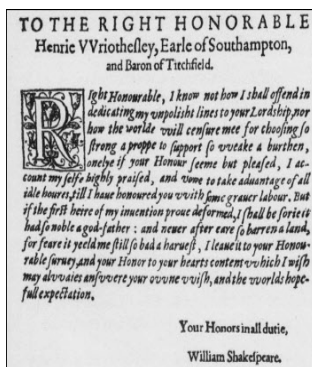 TO THE RIGHT HONORABLE
Henrie VVriothesley, Earle of Southampton,
and Baron of Titchfield.
Right Honourable, I know not how I shall offend in
dedicating my vnpolisht lines to your Lordship, nor
how the worlde vvill censure mee for choosing so
strong a proppe to support so vveake a burthen,
onelye if your Honour seeme but pleased, I ac-
count my selfe highly praised, and vowe to take aduantage of all
idle houres, till I haue honoured you vvith some grauer labour. But
if the first heire of my inuention proue deformed, I shall be sorie it
had so noble a god-father : and neuer after eare so barren a land,
for feare it yeeld me still so bad a haruest, I leaue it to your Honou-
rable suruey, and your Honor to your hearts content vvhich I wish
may alvvaies ansvvere your ovvne vvish, and the vvorlds hope-
full expectation.
Your Honors in all dutie,
William Shakespeare.